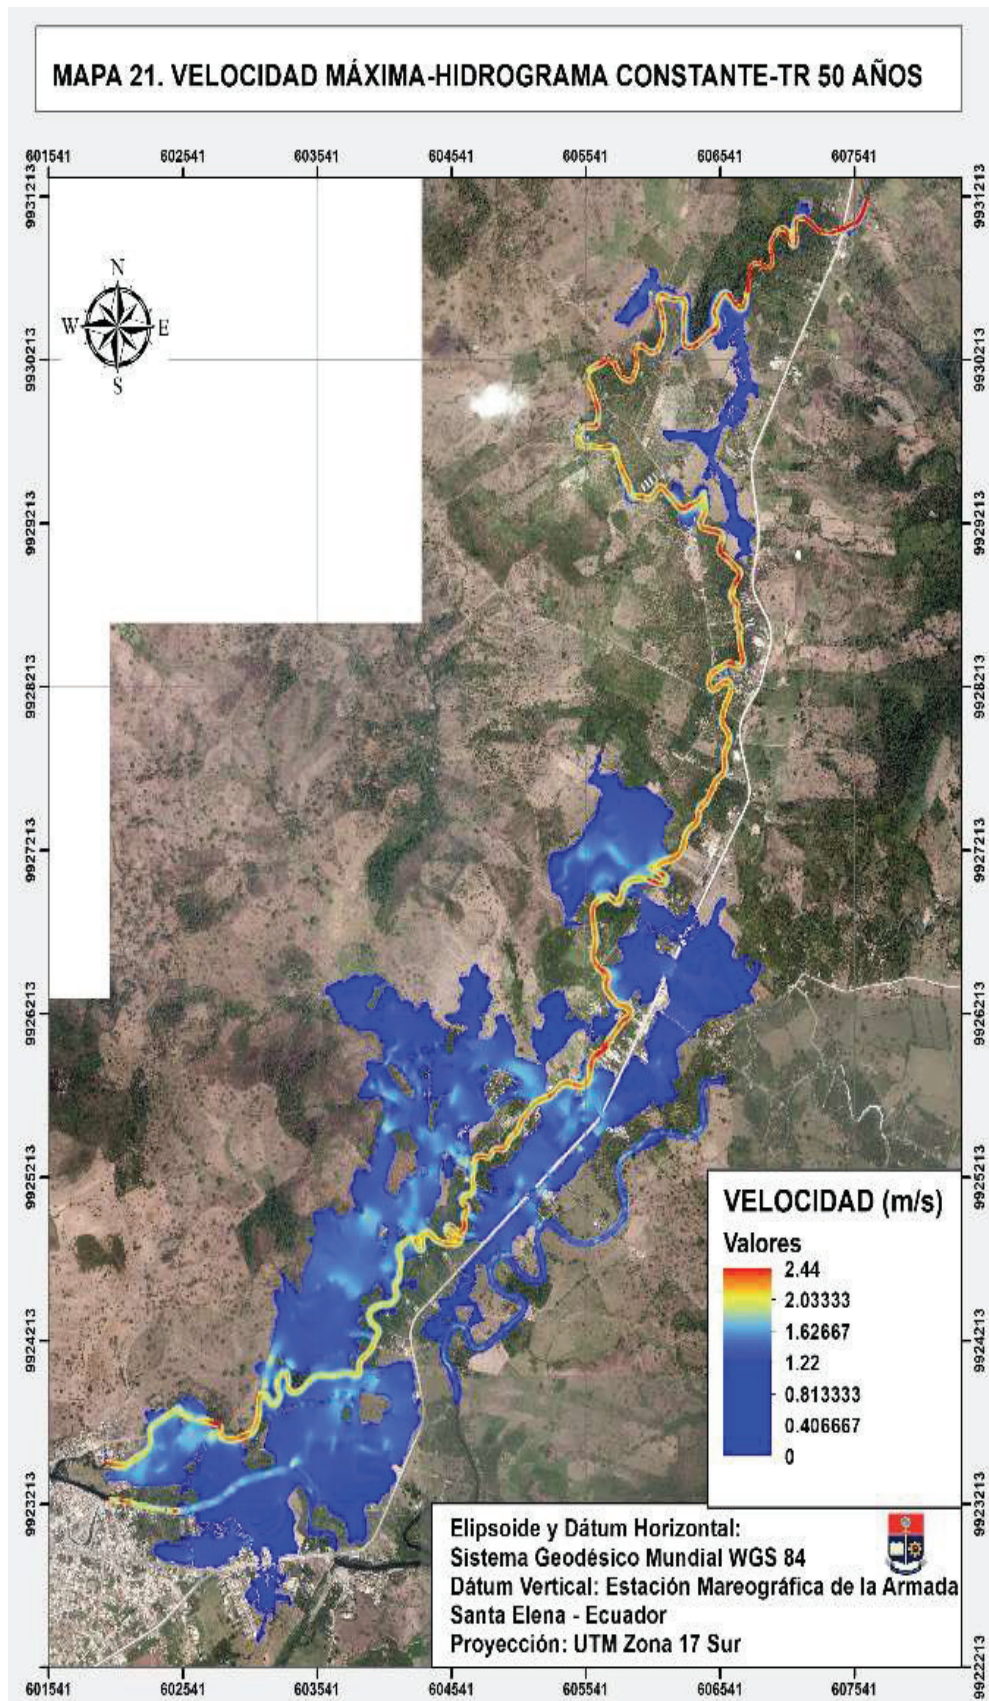 MAPA 21. VELOCIDAD MÁXIMA-HIDROGRAMA CONSTANTE-TR 50 AÑOS
601541 602541 603541 604541 605541 606541 607541
9931213 9931213
N
W E
S
9930213 9930213
9929213 9929213
9928213 9928213
9927213 9927213
9926213 9926213
9925213 9925213
VELOCIDAD (m/s)
Valores
2.44
2.03333
1.62667
1.22
0.813333
0.406667
0
9924213 9924213
9923213 9923213
Elipsoide y Dátum Horizontal:
Sistema Geodésico Mundial WGS 84
Dátum Vertical: Estación Mareográfica de la Armada
Santa Elena - Ecuador
Proyección: UTM Zona 17 Sur
9922213
601541 602541 603541 604541 605541 606541 607541